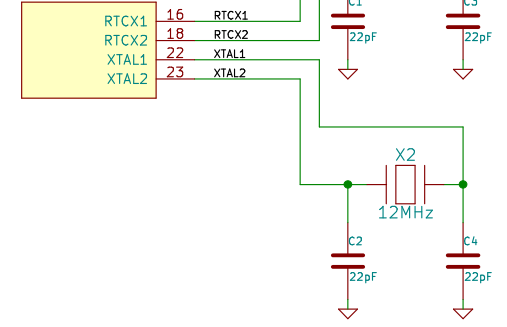 RTCX1 16 RTCX1
RTCX2 18 RTCX2
XTAL1 22 XTAL1
XTAL2 23 XTAL2
C1
22pF
C3
22pF
X2
12MHz
C2
22pF
C4
22pF